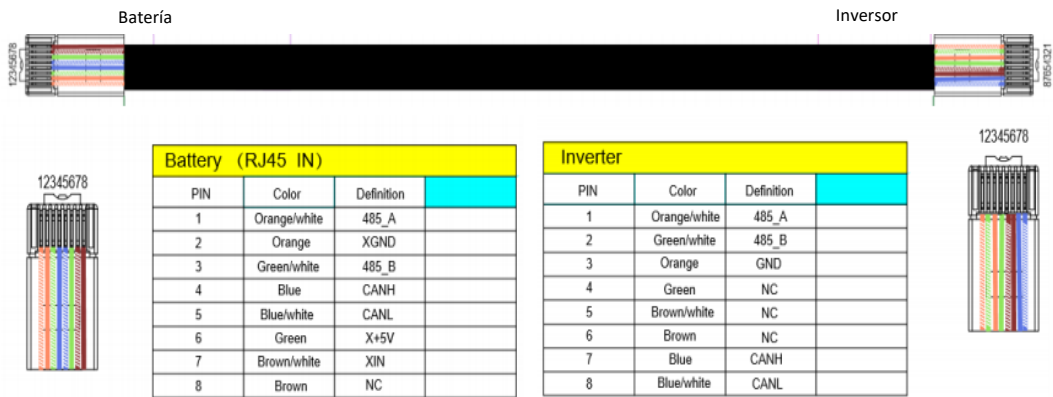 Batería
Inversor
12345678
87654321
12345678
Battery (RJ45 IN)
PIN Color Definition
1 Orange/white 485_A
2 Orange XGND
3 Green/white 485_B
4 Blue CANH
5 Blue/white CANL
6 Green X+5V
7 Brown/white XIN
8 Brown NC
Inverter
PIN Color Definition
1 Orange/white 485_A
2 Green/white 485_B
3 Orange GND
4 Green NC
5 Brown/white NC
6 Brown NC
7 Blue CANH
8 Blue/white CANL
12345678